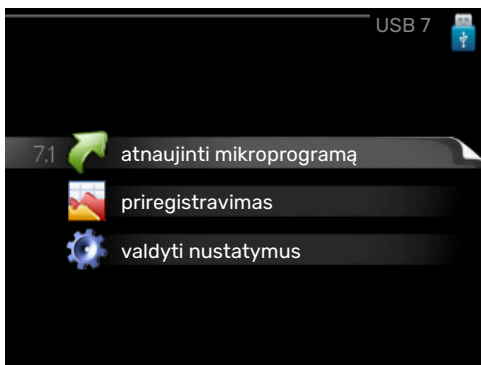 USB 7
7.1 atnaujinti mikroprogramą
priregistravimas
valdyti nustatymus